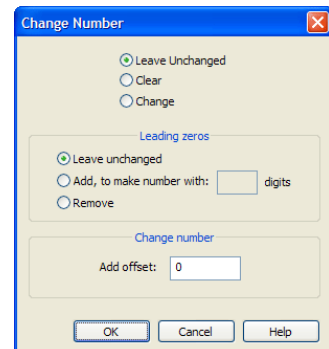 Change Number
Leave Unchanged
Clear
Change
Leading zeros
Leave unchanged
Add, to make number with: digits
Remove
Change number
Add offset: 0
OK Cancel Help